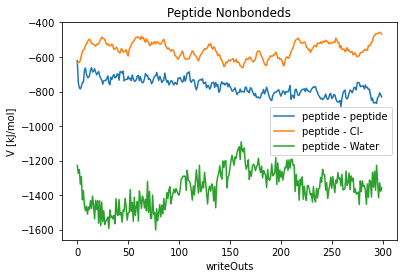 Peptide Nonbondeds
V [kJ/mol]
−400
−600
−800
−1000
−1200
−1400
−1600
peptide - peptide
peptide - Cl-
peptide - Water
0 50 100 150 200 250 300
writeOuts